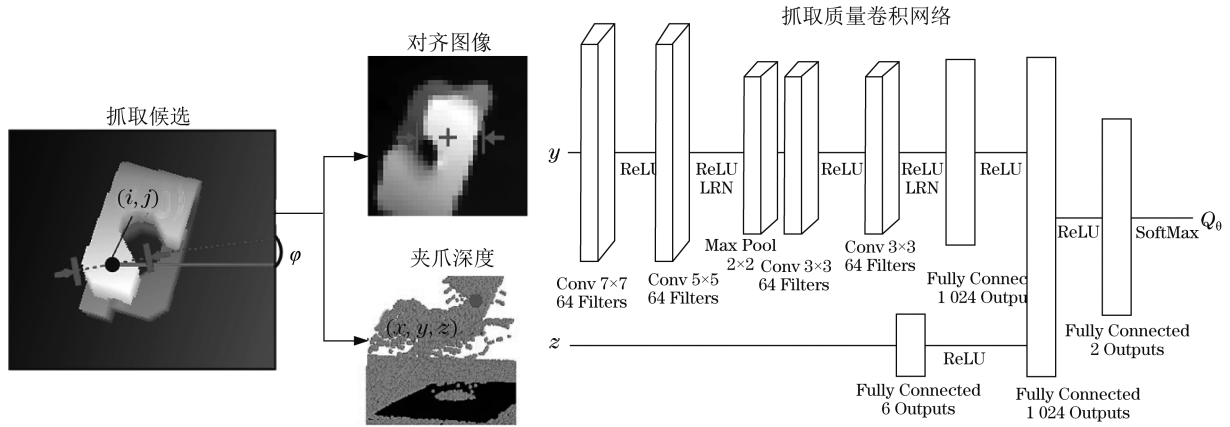 抓取质量卷积网络
对齐图像
抓取候选
(i, j)
φ
夹爪深度
(x, y, z)
y
ReLU
ReLU
LRN
ReLU
ReLU
LRN
ReLU
Conv 7×7
64 Filters
Conv 5×5
64 Filters
Max Pool
2×2
Conv 3×3
64 Filters
Conv 3×3
64 Filters
Fully Connec
1 024 Outpu
ReLU
SoftMax
Qθ
z
ReLU
Fully Connected
6 Outputs
Fully Connected
1 024 Outputs
Fully Connected
2 Outputs